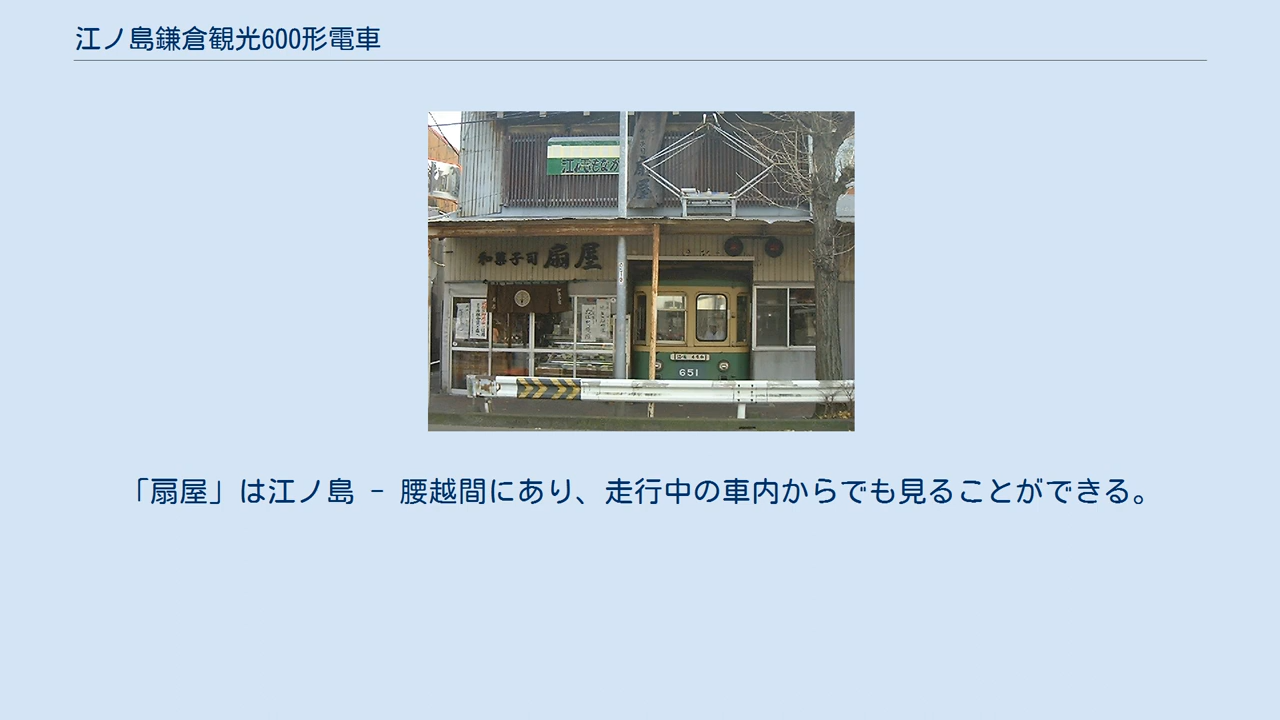 江ノ島鎌倉観光600形電車
扇屋
和菓子司 扇屋
651
「扇屋」は江ノ島 - 腰越間にあり、走行中の車内からでも見ることができる。